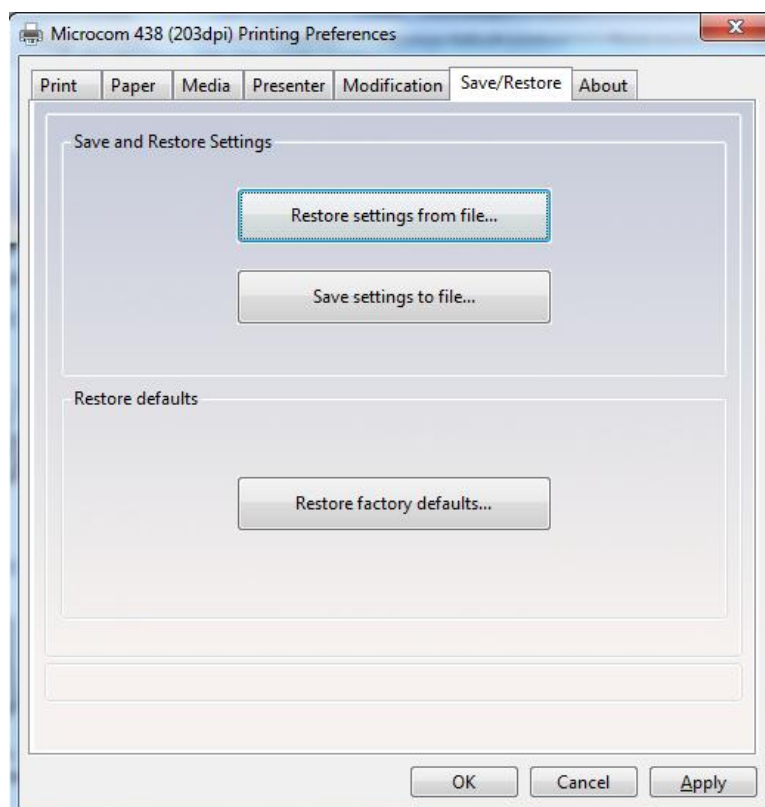 Microcom 438 (203dpi) Printing Preferences
X
Print Paper Media Presenter Modification Save/Restore About
Save and Restore Settings
Restore settings from file...
Save settings to file...
Restore defaults
Restore factory defaults...
OK Cancel Apply